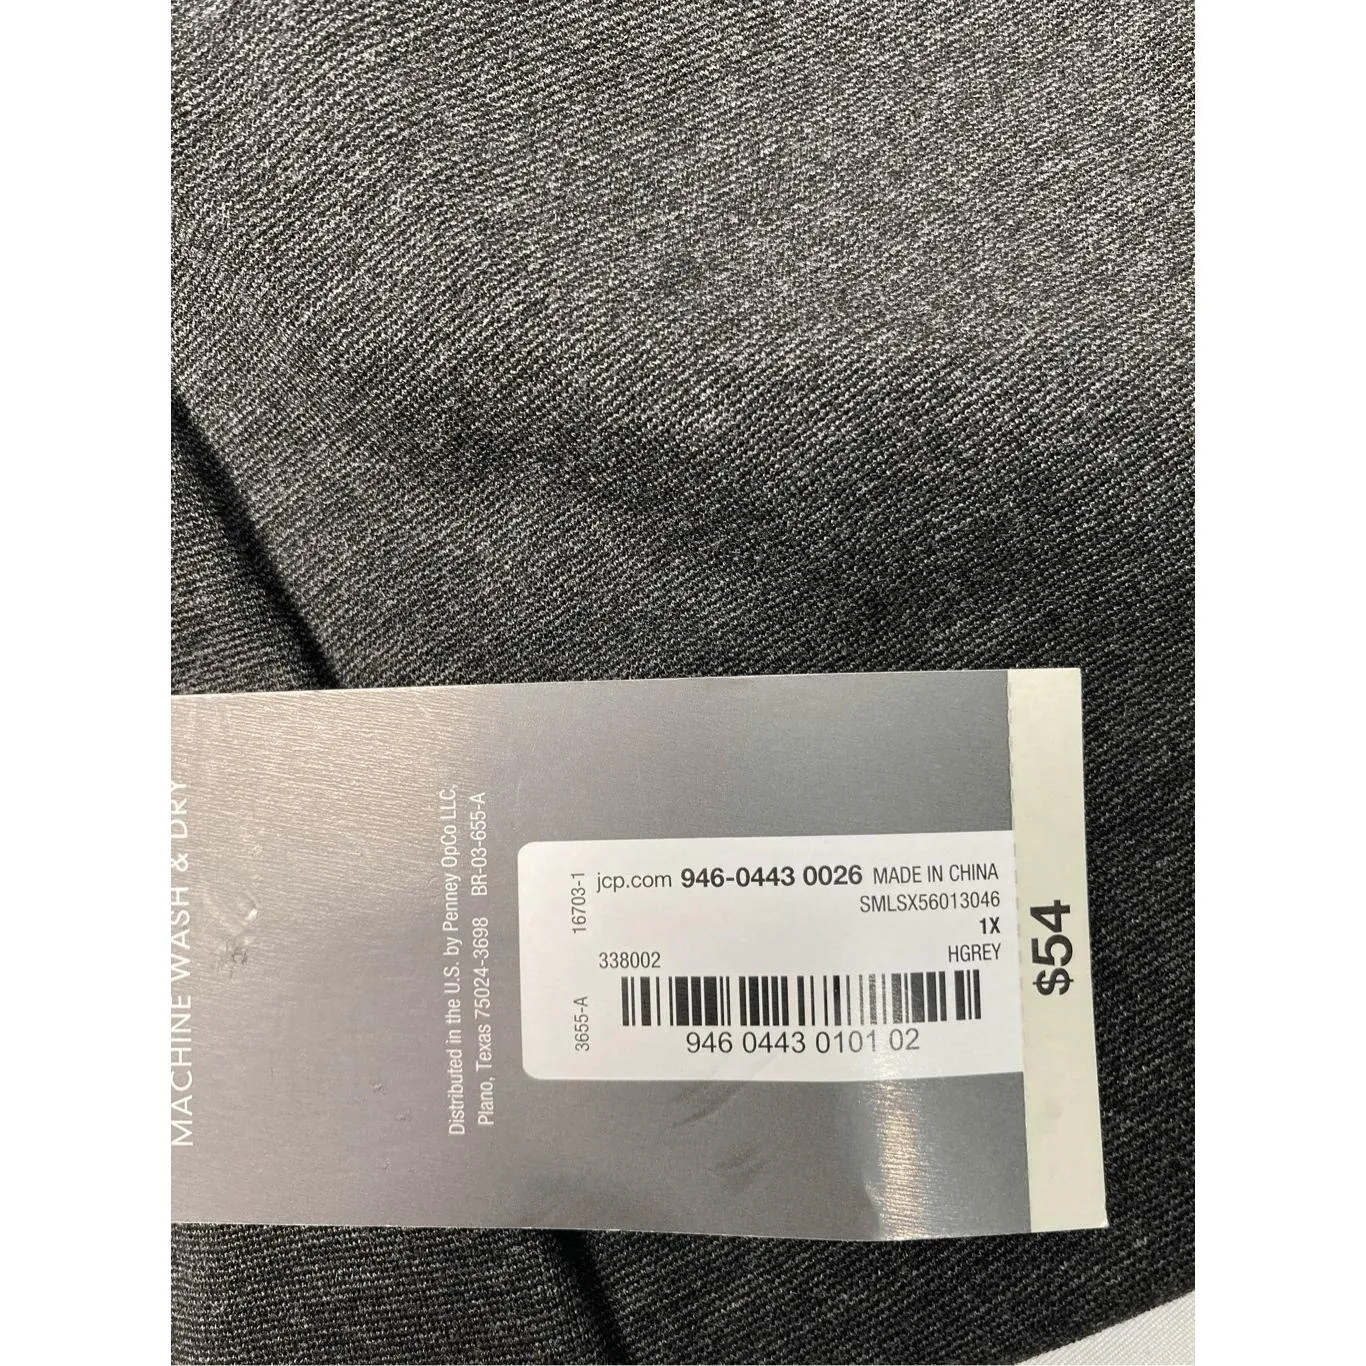 MACHINE WASH & DRY
Distributed in the U.S. by Penney OpCo LLC,
Plano, Texas 75024-3698 BR-03-655-A
3655-A 16703-1
jcp.com 946-0443 0026 MADE IN CHINA
SMLSX56013046
1X
338002 HGREY
946 0443 0101 02
$54